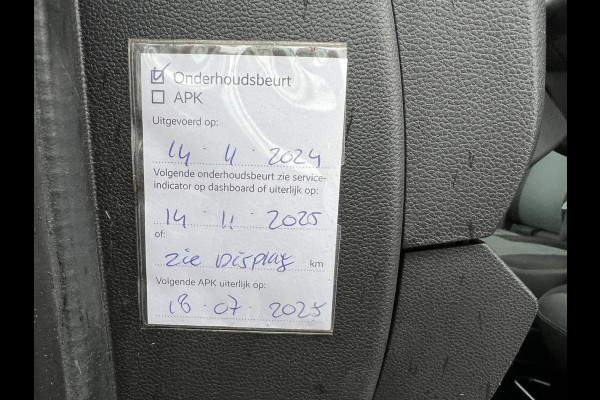 ☑ Onderhoudsbeurt
☐ APK
Uitgevoerd op:
14 · 11 · 2024
Volgende onderhoudsbeurt zie service-
indicator op dashboard of uiterlijk op:
14 · 11 · 2025
of:
zie Display km
Volgende APK uiterlijk op:
18 · 07 · 2025